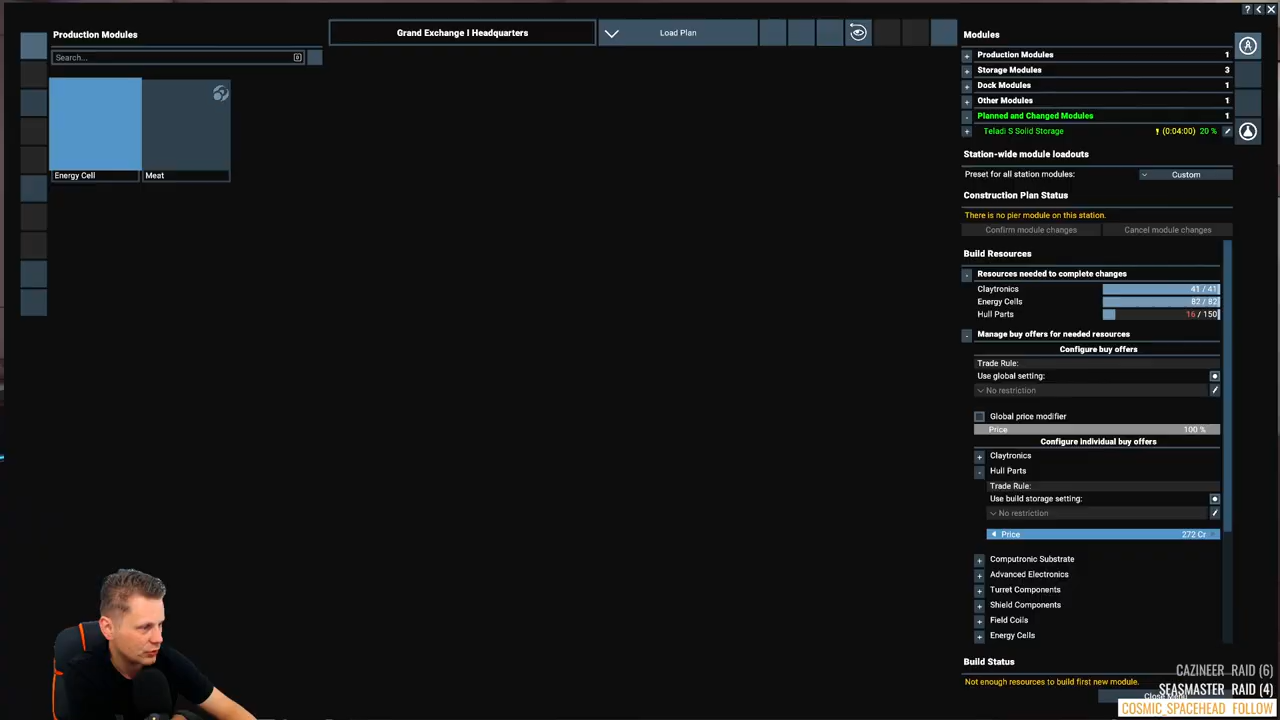 Production Modules
Search...
Energy Cell
Meat
Grand Exchange I Headquarters
Load Plan
?
Modules
Production Modules 1
Storage Modules 3
Dock Modules 1
Other Modules 1
Planned and Changed Modules 1
Teladi S Solid Storage (0:04:00) 20 %
Station-wide module loadouts
Preset for all station modules: Custom
Construction Plan Status
There is no pier module on this station.
Confirm module changes Cancel module changes
Build Resources
Resources needed to complete changes
Claytronics 41 / 41
Energy Cells 82 / 82
Hull Parts 16 / 150
Manage buy offers for needed resources
Configure buy offers
Trade Rule:
Use global setting:
No restriction
Global price modifier
Price 100 %
Configure individual buy offers
Claytronics
Hull Parts
Trade Rule:
Use build storage setting:
No restriction
Price 272 Cr
Computronic Substrate
Advanced Electronics
Turret Components
Shield Components
Field Coils
Energy Cells
Build Status
Not enough resources to build first new module.
CAZINEER RAID (6)
SEASMASTER RAID (4)
COSMIC_SPACEHEAD FOLLOW